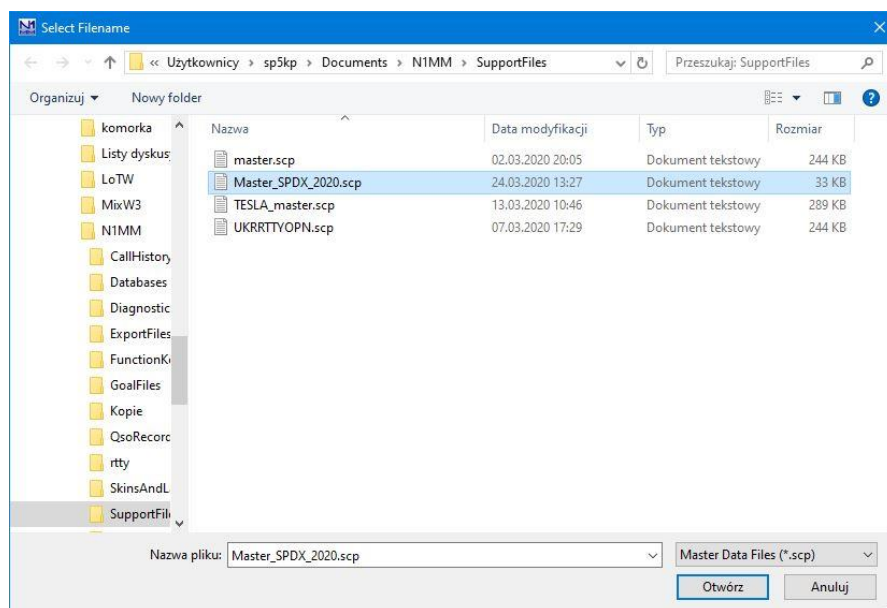 Select Filename
« Użytkownicy › sp5kp › Documents › N1MM › SupportFiles
Przeszukaj: SupportFiles
Organizuj
Nowy folder
Nazwa Data modyfikacji Typ Rozmiar
master.scp 02.03.2020 20:05 Dokument tekstowy 244 KB
Master_SPDX_2020.scp 24.03.2020 13:27 Dokument tekstowy 33 KB
TESLA_master.scp 13.03.2020 10:46 Dokument tekstowy 289 KB
UKRRTTYOPN.scp 07.03.2020 17:29 Dokument tekstowy 244 KB
komorka
Listy dyskus
LoTW
MixW3
N1MM
CallHistory
Databases
Diagnostic
ExportFiles
FunctionK
GoalFiles
Kopie
QsoRecord
rtty
SkinsAndL
SupportFil
Nazwa pliku: Master_SPDX_2020.scp
Master Data Files (*.scp)
Otwórz Anuluj